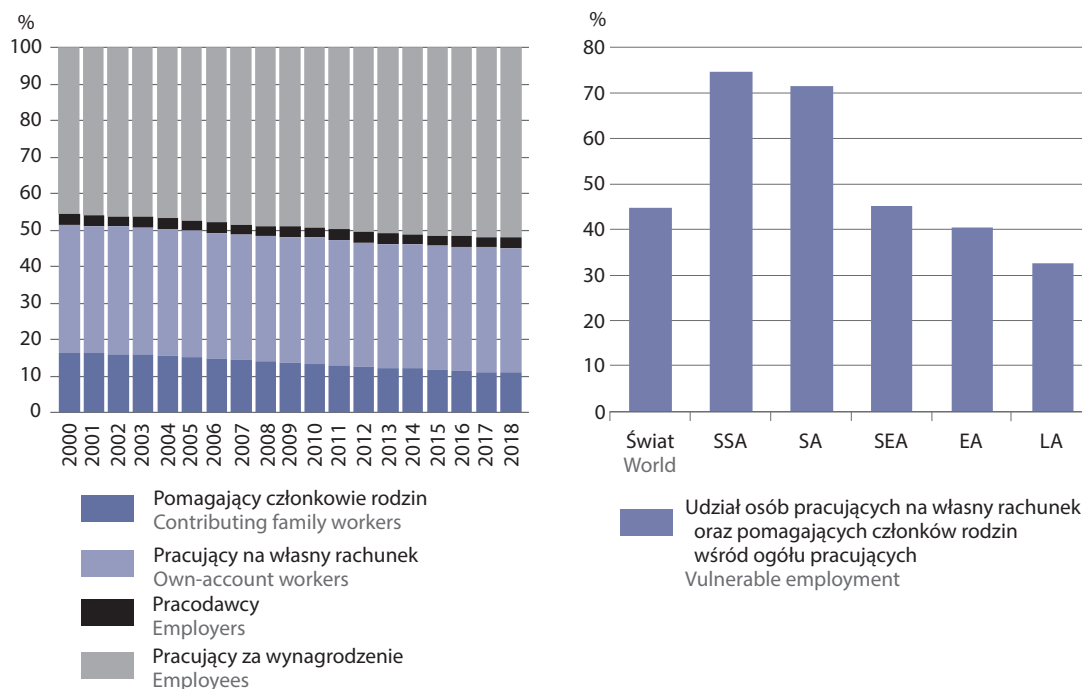 %
100
90
80
70
60
50
40
30
20
10
0
2000
2001
2002
2003
2004
2005
2006
2007
2008
2009
2010
2011
2012
2013
2014
2015
2016
2017
2018
Pomagający członkowie rodzin
Contributing family workers
Pracujący na własny rachunek
Own-account workers
Pracodawcy
Employers
Pracujący za wynagrodzenie
Employees
%
80
70
60
50
40
30
20
10
0
Świat
World
SSA
SA
SEA
EA
LA
Udział osób pracujących na własny rachunek
oraz pomagających członków rodzin
wśród ogółu pracujących
Vulnerable employment